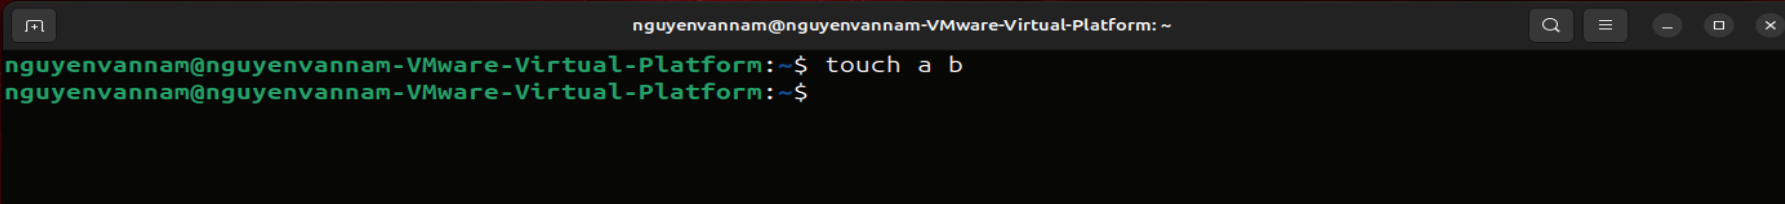 nguyenvannam@nguyenvannam-VMware-Virtual-Platform: ~
nguyenvannam@nguyenvannam-VMware-Virtual-Platform:~$ touch a b
nguyenvannam@nguyenvannam-VMware-Virtual-Platform:~$